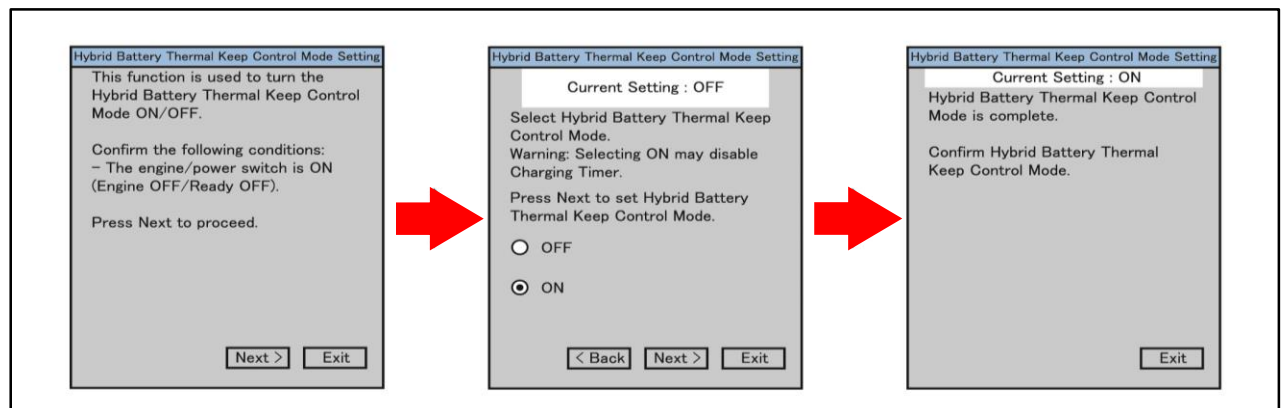 Hybrid Battery Thermal Keep Control Mode Setting
This function is used to turn the
Hybrid Battery Thermal Keep Control
Mode ON/OFF.
Confirm the following conditions:
- The engine/power switch is ON
(Engine OFF/Ready OFF).
Press Next to proceed.
Next >
Exit
Hybrid Battery Thermal Keep Control Mode Setting
Current Setting : OFF
Select Hybrid Battery Thermal Keep
Control Mode.
Warning: Selecting ON may disable
Charging Timer.
Press Next to set Hybrid Battery
Thermal Keep Control Mode.
OFF
ON
< Back
Next >
Exit
Hybrid Battery Thermal Keep Control Mode Setting
Current Setting : ON
Hybrid Battery Thermal Keep Control
Mode is complete.
Confirm Hybrid Battery Thermal
Keep Control Mode.
Exit